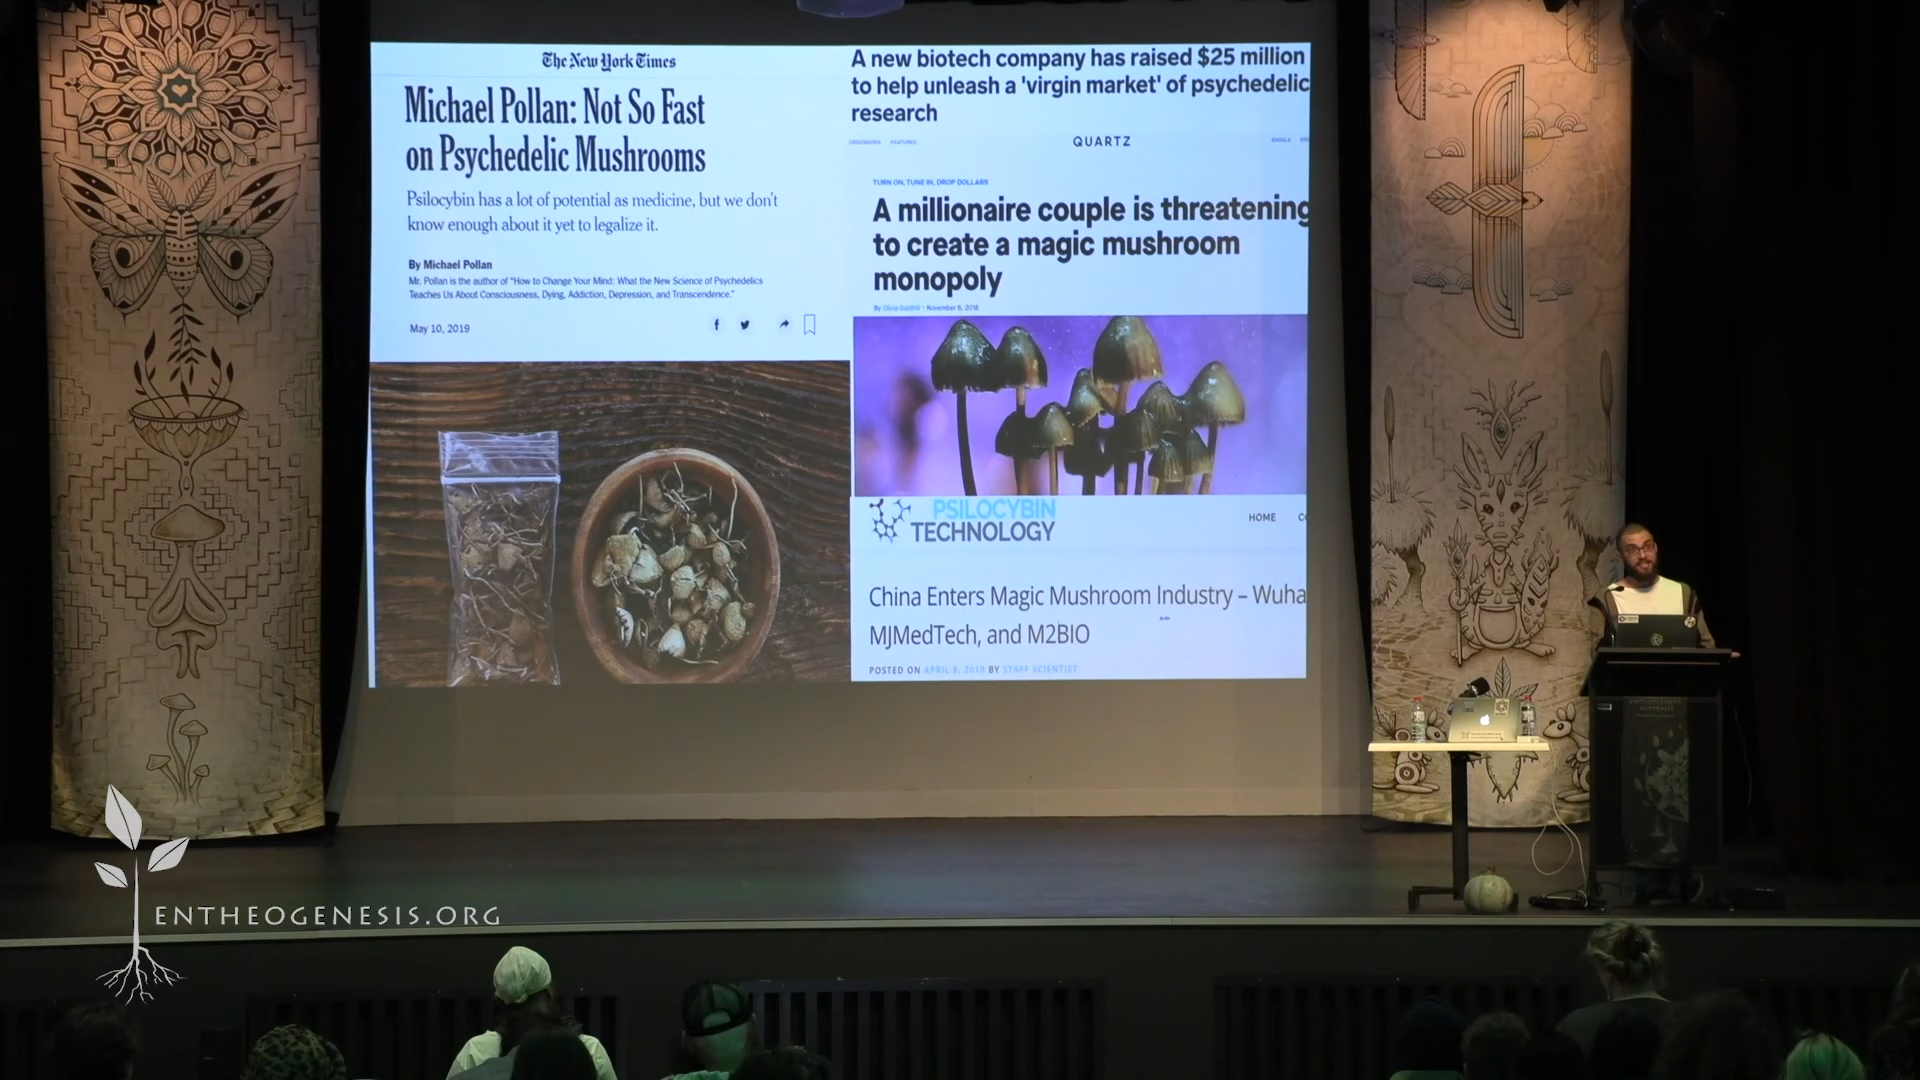 The New York Times
Michael Pollan: Not So Fast
on Psychedelic Mushrooms
Psilocybin has a lot of potential as medicine, but we don't
know enough about it yet to legalize it.
By Michael Pollan
Mr. Pollan is the author of "How to Change Your Mind: What the New Science of Psychedelics
Teaches Us About Consciousness, Dying, Addiction, Depression, and Transcendence."
May 10, 2019
A new biotech company has raised $25 million
to help unleash a 'virgin market' of psychedelic
research
OBSESSIONS FEATURED
QUARTZ
EMAILS
TURN ON, TUNE IN, DROP DOLLARS
A millionaire couple is threatening
to create a magic mushroom
monopoly
By Olivia Goldhill • November 8, 2018
PSILOCYBIN
TECHNOLOGY
HOME
China Enters Magic Mushroom Industry – Wuha
MJMedTech, and M2BIO
POSTED ON APRIL 8, 2019 BY STAFF SCIENTIST
ENTHEOGENESIS
AUSTRALIS
ENTHEOGENESIS.ORG